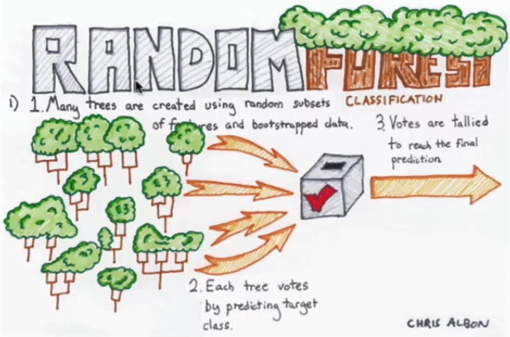 RANDOM FOREST
CLASSIFICATION
1) 1. Many trees are created using random subsets
of features and bootstrapped data.
3. Votes are tallied
to reach the final
prediction
2. Each tree votes
by predicting target
class.
CHRIS ALBON